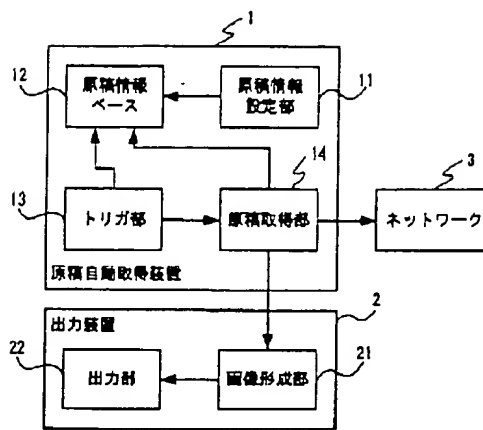 1
12
原稿情報
ベース
原稿情報
設定部
11
14
3
13
トリガ部
原稿取得部
ネットワーク
原稿自動取得装置
出力装置
2
22
出力部
画像形成部
21